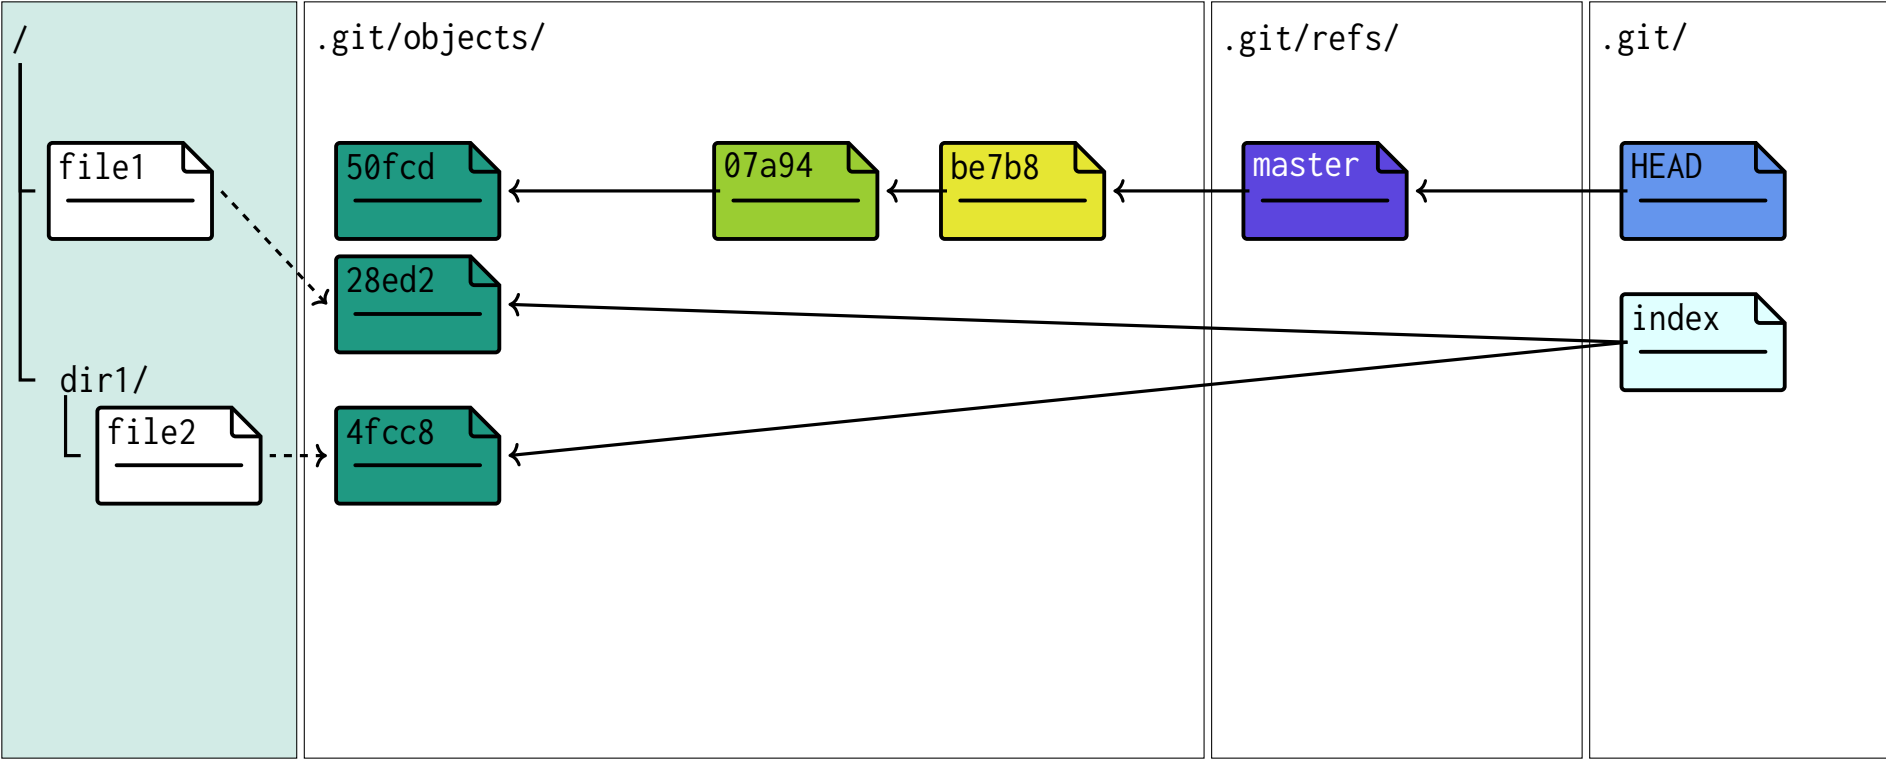 /
.git/objects/
.git/refs/
.git/
file1
50fcd
07a94
be7b8
master
HEAD
28ed2
index
dir1/
file2
4fcc8